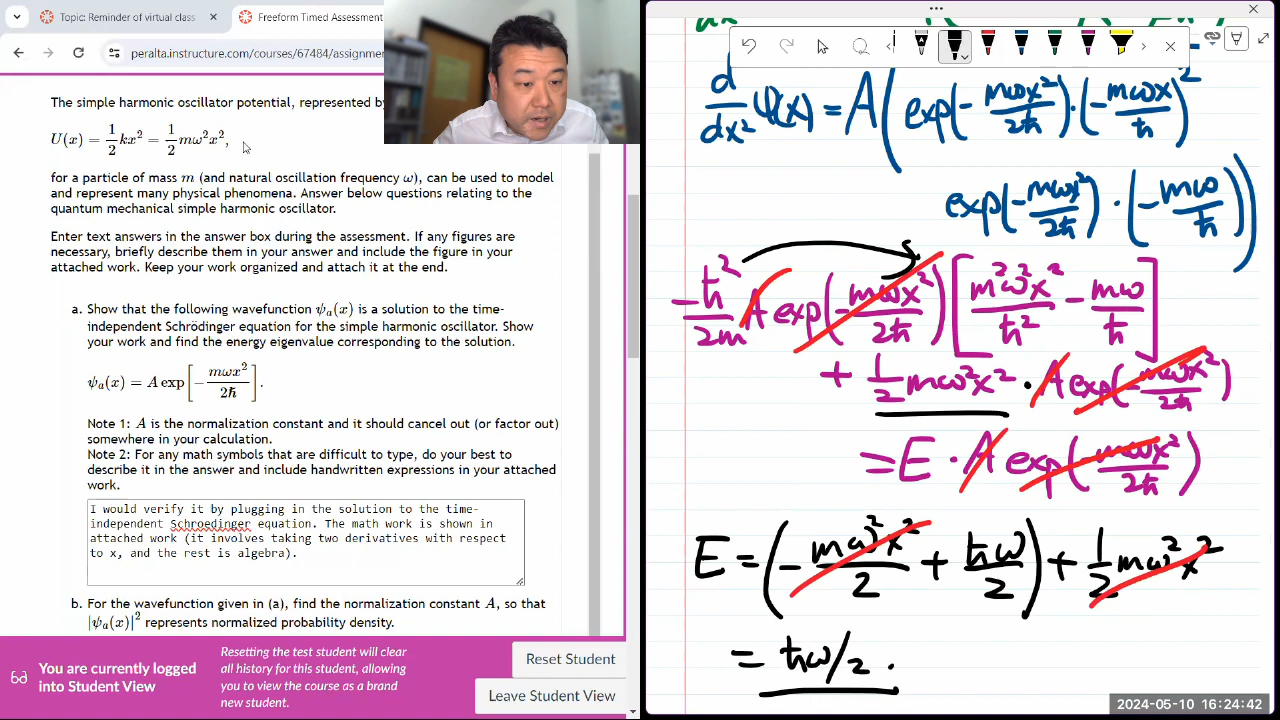 Topic: Reminder of virtual class
Freeform Timed Assessment
peralta.instructure.com/courses/67484/assignment
The simple harmonic oscillator potential, represented by
U(x) = 1/2 kx² = 1/2 mω²x²,
for a particle of mass m (and natural oscillation frequency ω), can be used to model
and represent many physical phenomena. Answer below questions relating to the
quantum mechanical simple harmonic oscillator.
Enter text answers in the answer box during the assessment. If any figures are
necessary, briefly describe them in your answer and include the figure in your
attached work. Keep your work organized and attach it at the end.
a. Show that the following wavefunction ψₐ(x) is a solution to the time-
independent Schrödinger equation for the simple harmonic oscillator. Show
your work and find the energy eigenvalue corresponding to the solution.
ψₐ(x) = A exp[−mωx²/2ħ].
Note 1: A is the normalization constant and it should cancel out (or factor out)
somewhere in your calculation.
Note 2: For any math symbols that are difficult to type, do your best to
describe it in the answer and include handwritten expressions in your attached
work.
I would verify it by plugging in the solution to the time-
independent Schroedinger equation. The math work is shown in
attached work (it involves taking two derivatives with respect
to x, and the rest is algebra).
b. For the wavefunction given in (a), find the normalization constant A, so that
|ψₐ(x)|² represents normalized probability density.
You are currently logged
into Student View
Resetting the test student will clear
all history for this student, allowing
you to view the course as a brand
new student.
Reset Student
Leave Student View
d/dx² ψ(x) = A(exp(−mωx²/2ħ)·(−mωx/ħ)²
exp(−mωx²/2ħ)·(−mω/ħ))
−ħ²/2m A exp(−mωx²/2ħ)[m²ω²x²/ħ² − mω/ħ]
+ 1/2 mω²x² · A exp(−mωx²/2ħ)
= E · A exp(−mωx²/2ħ)
E = (−mω²x²/2 + ħω/2) + 1/2 mω²x²
= ħω/2.
2024-05-10 16:24:42